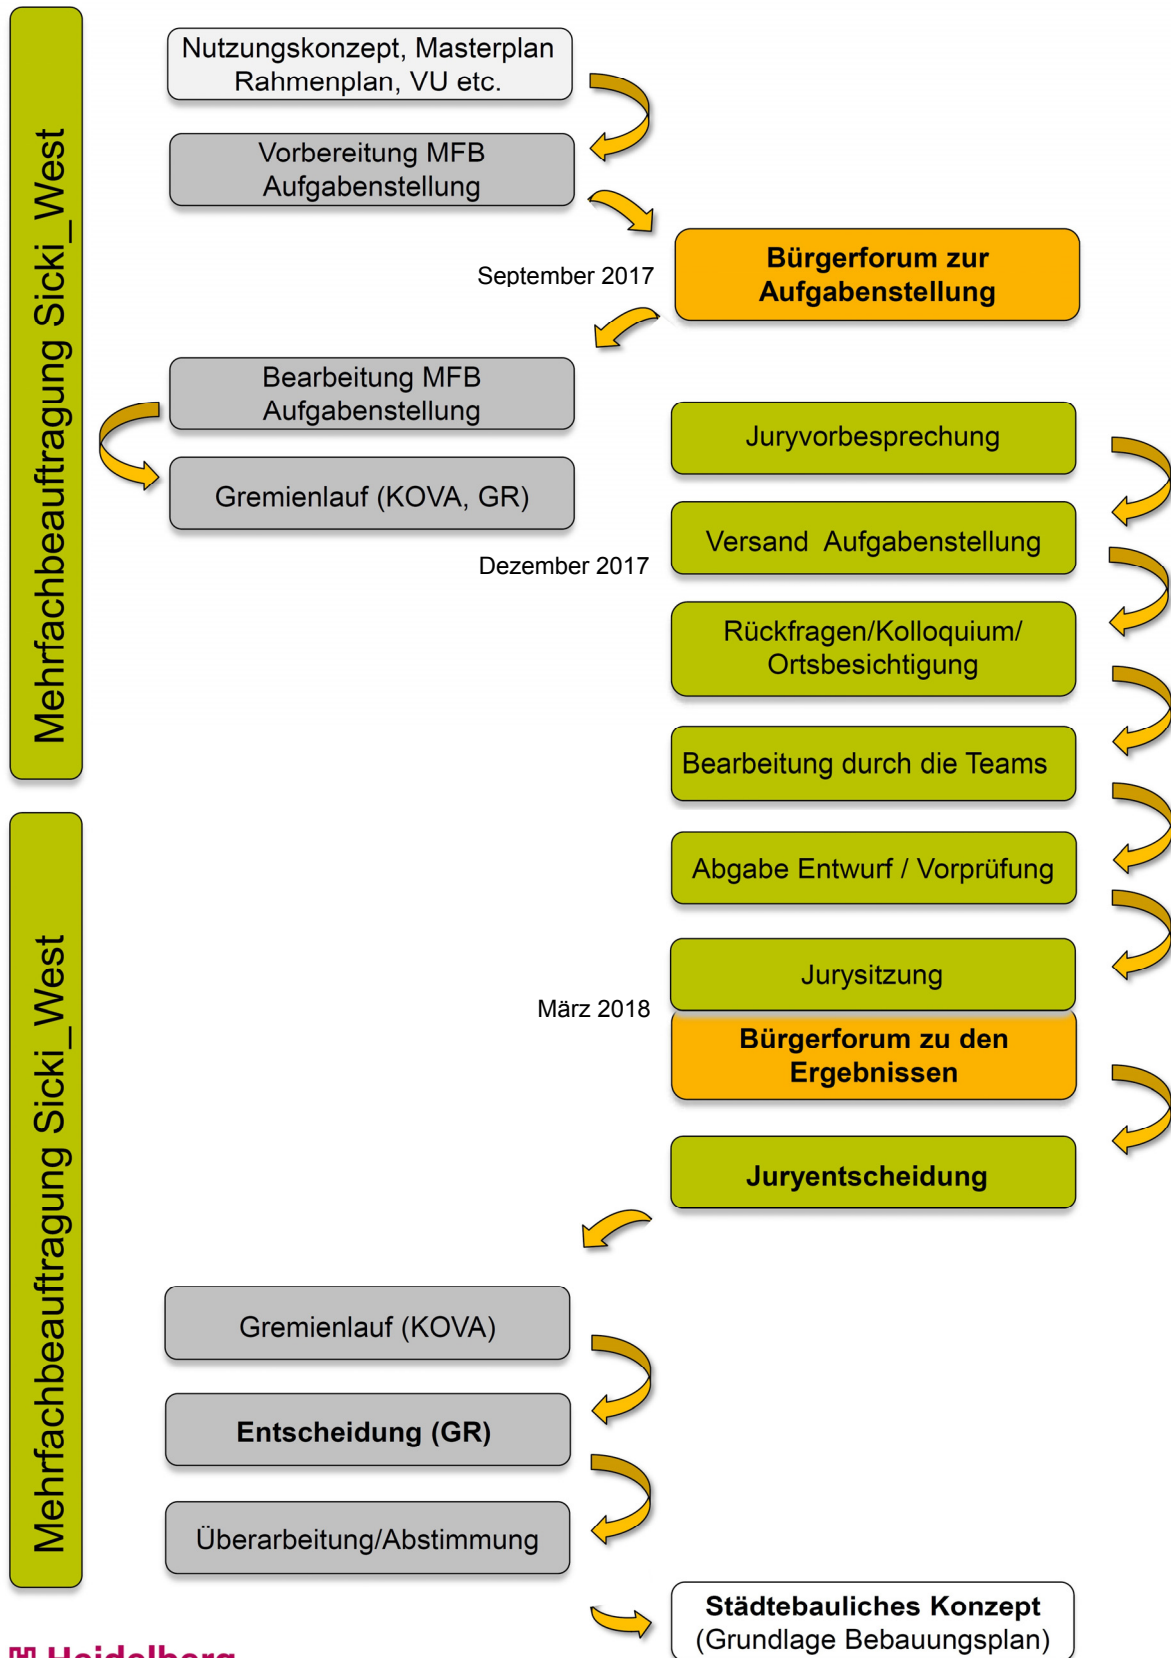 Mehrfachbeauftragung Sicki_West
Nutzungskonzept, Masterplan
Rahmenplan, VU etc.
Vorbereitung MFB
Aufgabenstellung
September 2017
Bürgerforum zur
Aufgabenstellung
Bearbeitung MFB
Aufgabenstellung
Gremienlauf (KOVA, GR)
Juryvorbesprechung
Versand Aufgabenstellung
Dezember 2017
Rückfragen/Kolloquium/
Ortsbesichtigung
Bearbeitung durch die Teams
Abgabe Entwurf / Vorprüfung
Mehrfachbeauftragung Sicki_West
Jurysitzung
März 2018
Bürgerforum zu den
Ergebnissen
Juryentscheidung
Gremienlauf (KOVA)
Entscheidung (GR)
Überarbeitung/Abstimmung
Städtebauliches Konzept
(Grundlage Bebauungsplan)
Heidelberg